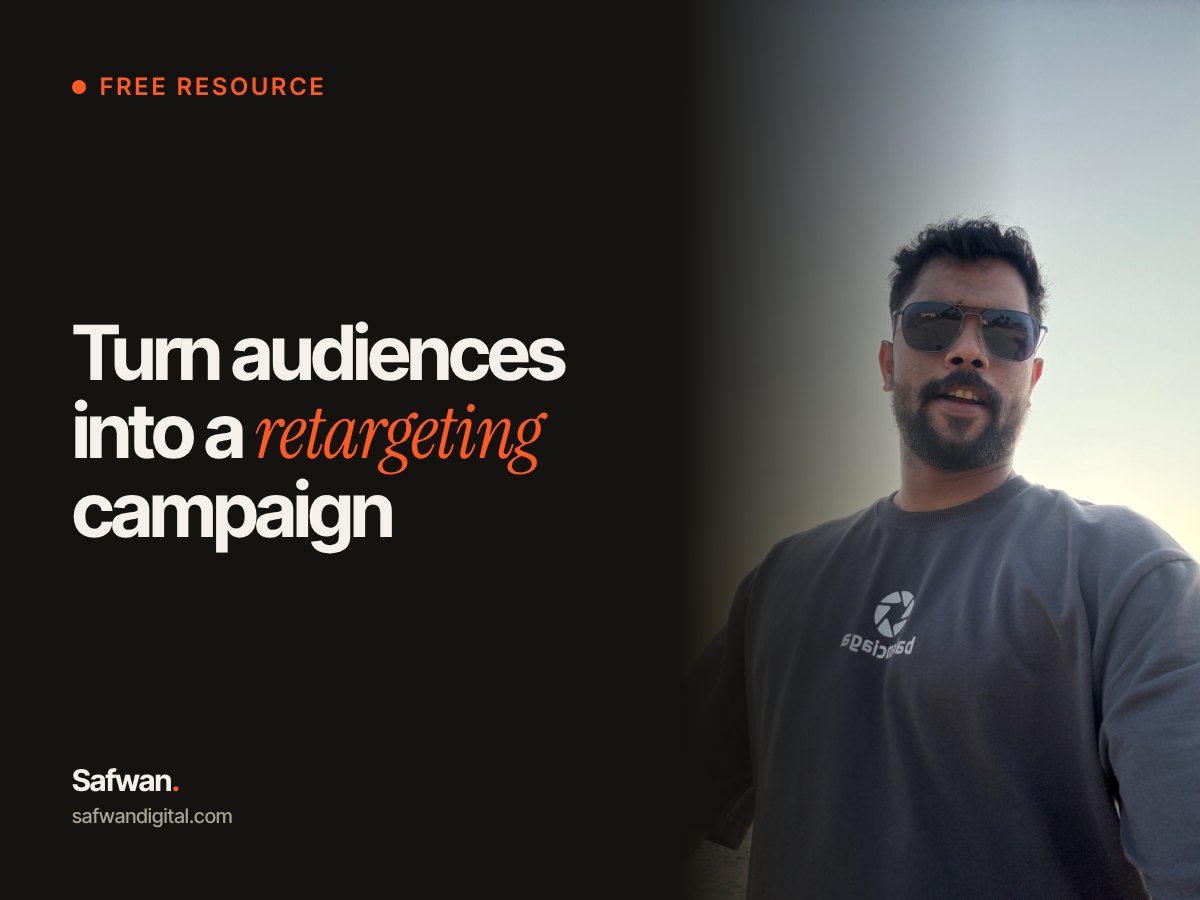 FREE RESOURCE
Turn audiences
into a retargeting
campaign
Safwan.
safwandigital.com